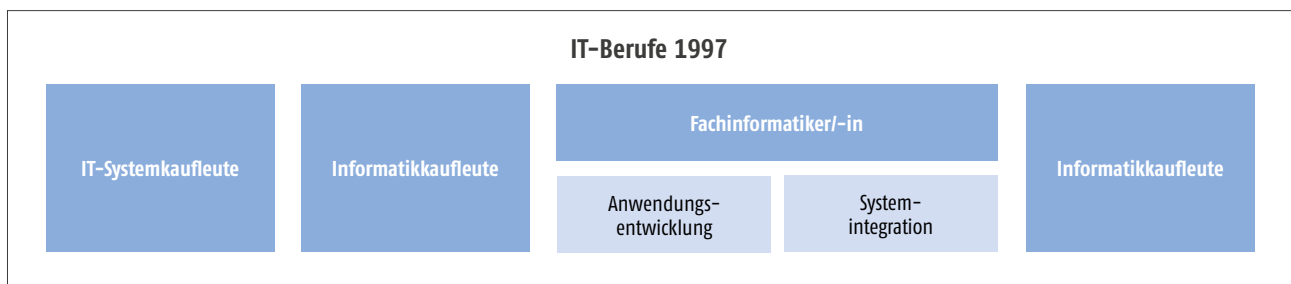 IT-Berufe 1997
IT-Systemkaufleute
Informatikkaufleute
Fachinformatiker/-in
Anwendungs-
entwicklung
System-
integration
Informatikkaufleute